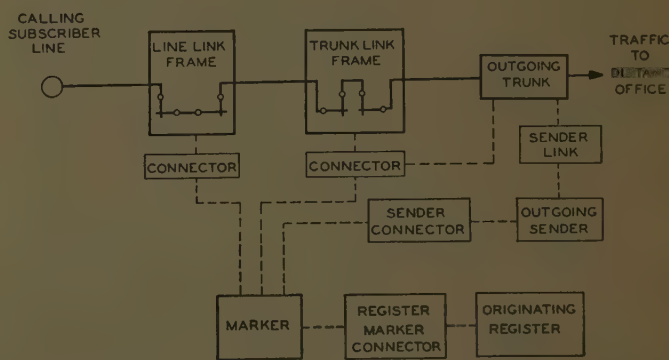 CALLING
SUBSCRIBER
LINE
LINE LINK
FRAME
TRUNK LINK
FRAME
OUTGOING
TRUNK
TRAFFIC
TO
OFFICE
CONNECTOR
CONNECTOR
SENDER
LINK
SENDER
CONNECTOR
OUTGOING
SENDER
MARKER
REGISTER
MARKER
CONNECTOR
ORIGINATING
REGISTER